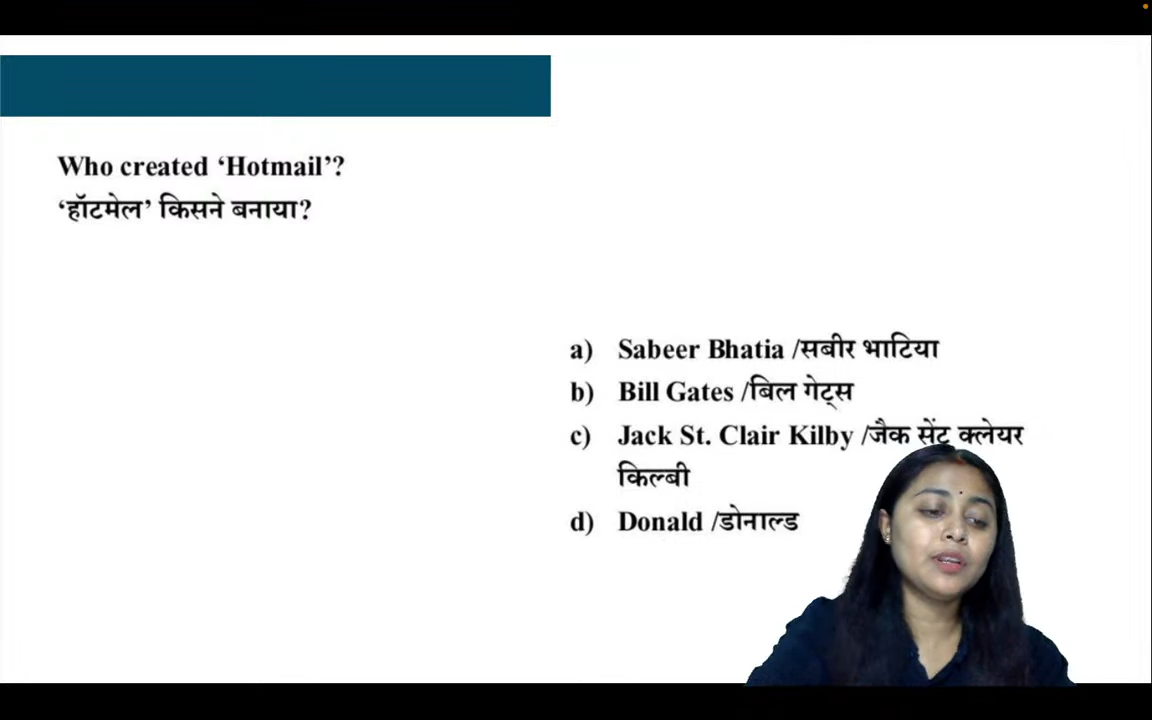 Who created ‘Hotmail’?
‘हॉटमेल’ किसने बनाया?
a) Sabeer Bhatia /सबीर भाटिया
b) Bill Gates /बिल गेट्स
c) Jack St. Clair Kilby /जैक सेंट क्लेयर
किल्बी
d) Donald /डोनाल्ड